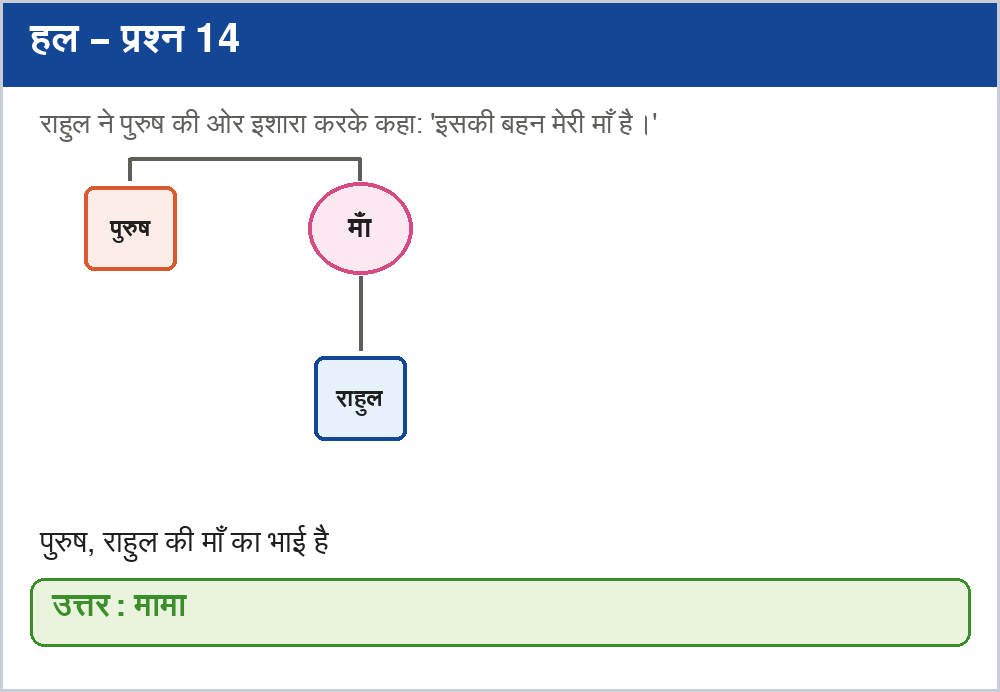 हल – प्रश्न 14
राहुल ने पुरुष की ओर इशारा करके कहा: 'इसकी बहन मेरी माँ है।'
पुरुष
माँ
राहुल
पुरुष, राहुल की माँ का भाई है
उत्तर : मामा